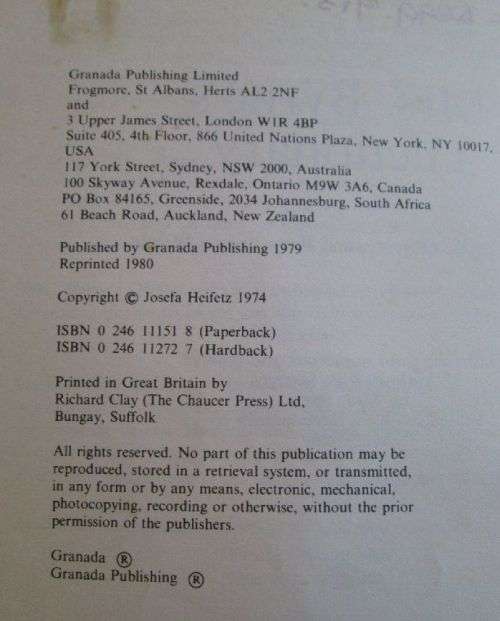 Granada Publishing Limited
Frogmore, St Albans, Herts AL2 2NF
and
3 Upper James Street, London W1R 4BP
Suite 405, 4th Floor, 866 United Nations Plaza, New York, NY 10017,
USA
117 York Street, Sydney, NSW 2000, Australia
100 Skyway Avenue, Rexdale, Ontario M9W 3A6, Canada
PO Box 84165, Greenside, 2034 Johannesburg, South Africa
61 Beach Road, Auckland, New Zealand
Published by Granada Publishing 1979
Reprinted 1980
Copyright © Josefa Heifetz 1974
ISBN 0 246 11151 8 (Paperback)
ISBN 0 246 11272 7 (Hardback)
Printed in Great Britain by
Richard Clay (The Chaucer Press) Ltd,
Bungay, Suffolk
All rights reserved. No part of this publication may be
reproduced, stored in a retrieval system, or transmitted,
in any form or by any means, electronic, mechanical,
photocopying, recording or otherwise, without the prior
permission of the publishers.
Granada ®
Granada Publishing ®